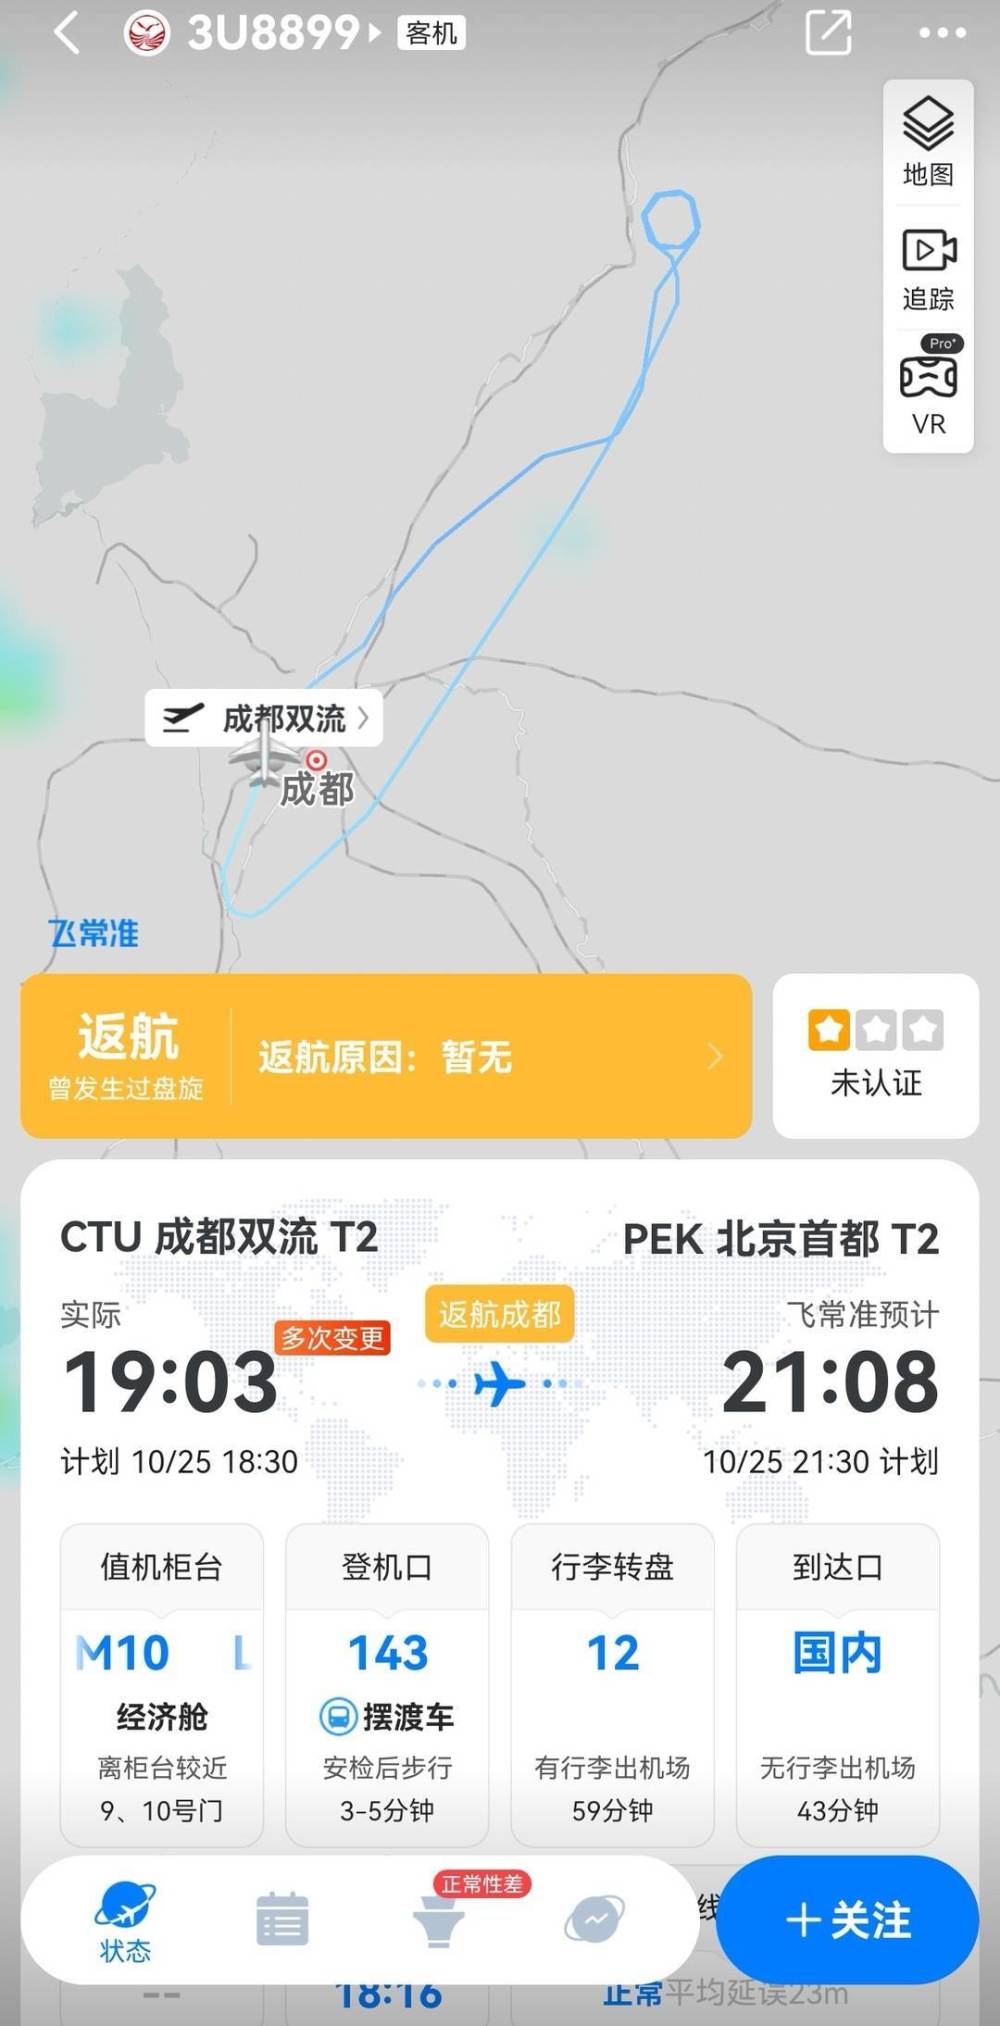 3U8899 客机
地图
追踪
Pro+
VR
成都双流
成都
飞常准
返航
曾发生过盘旋
返航原因：暂无
未认证
CTU 成都双流 T2
PEK 北京首都 T2
实际
多次变更
返航成都
飞常准预计
19:03
21:08
计划 10/25 18:30
10/25 21:30 计划
值机柜台
登机口
行李转盘
到达口
M10 L
143
12
国内
经济舱
摆渡车
离柜台较近
安检后步行
有行李出机场
无行李出机场
9、10号门
3-5分钟
59分钟
43分钟
正常性差
线
状态
+关注
--
18:16
正常 平均延误23m